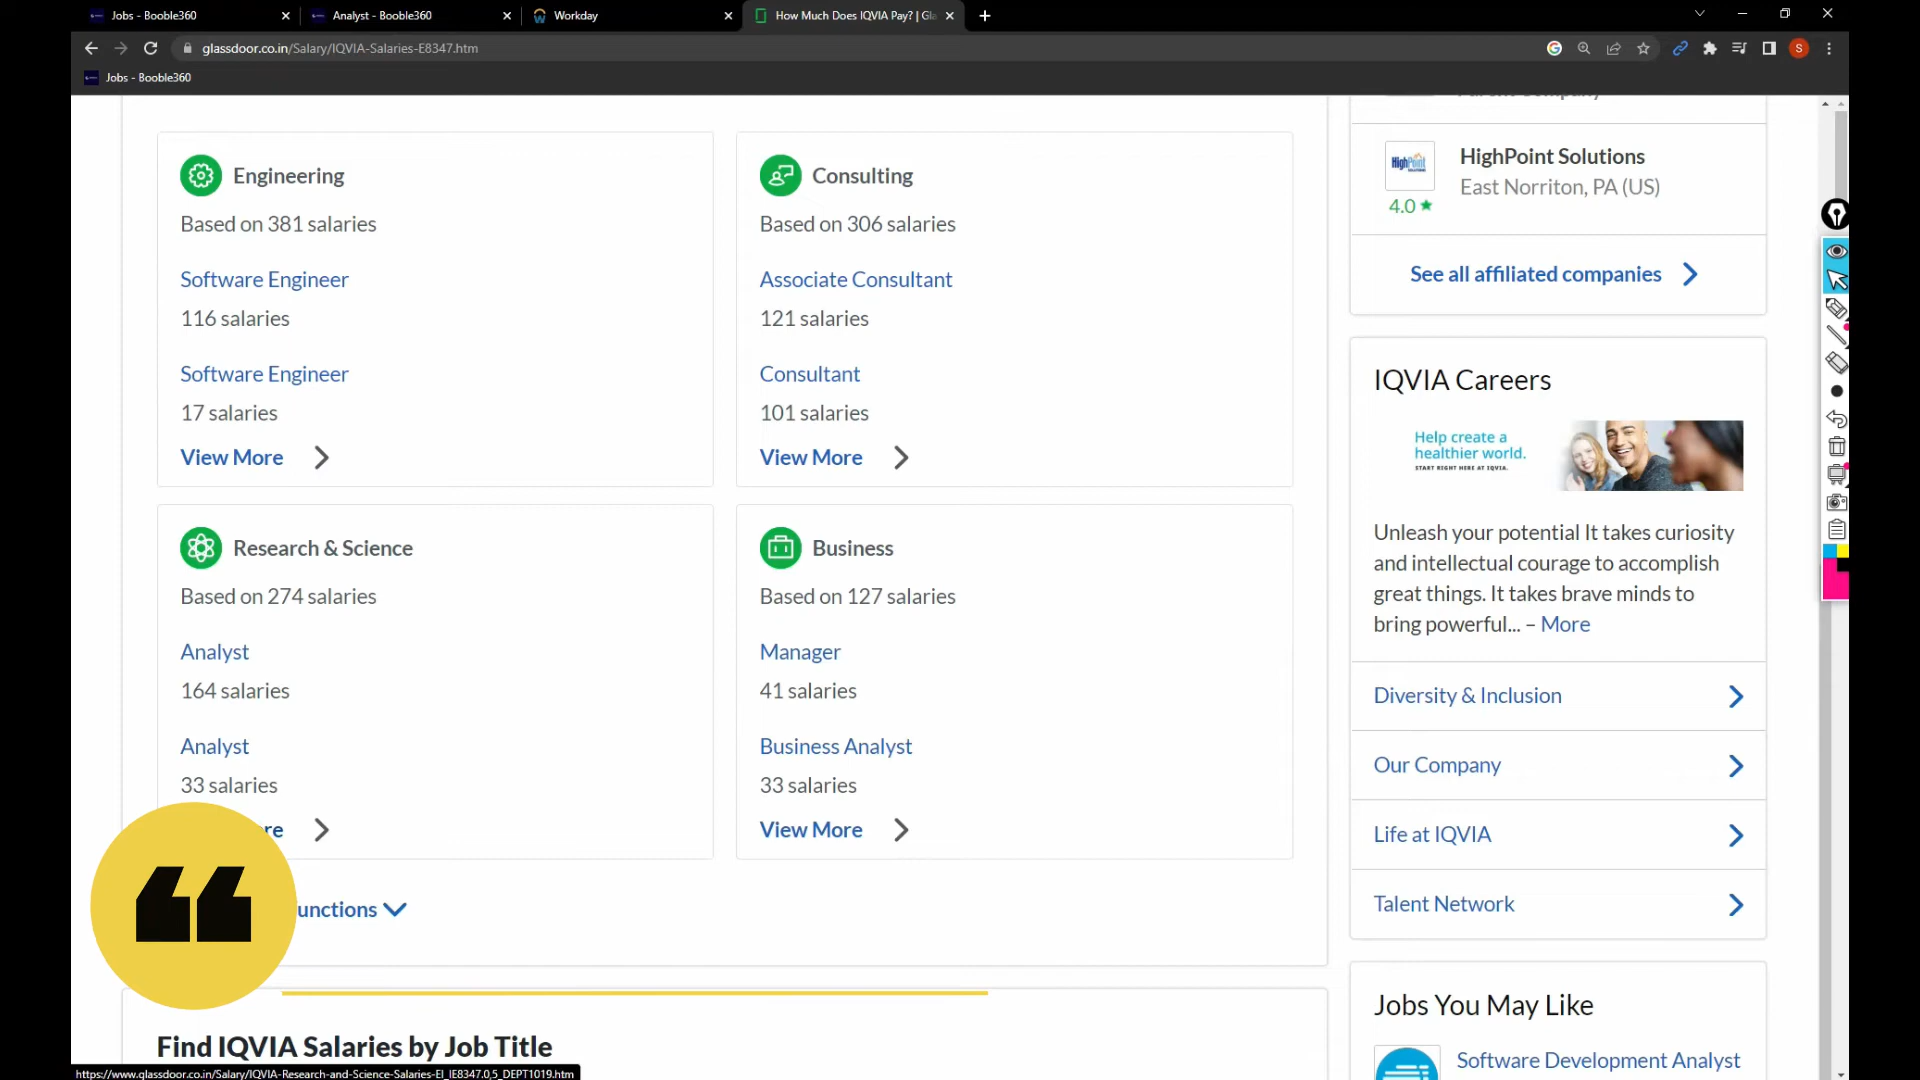 Jobs - Booble360
Analyst - Booble360
Workday
How Much Does IQVIA Pay? | Gla
glassdoor.co.in/Salary/IQVIA-Salaries-E8347.htm
S
Jobs - Booble360
Engineering
Based on 381 salaries
Software Engineer
116 salaries
Software Engineer
17 salaries
View More
Consulting
Based on 306 salaries
Associate Consultant
121 salaries
Consultant
101 salaries
View More
Research & Science
Based on 274 salaries
Analyst
164 salaries
Analyst
33 salaries
re
Business
Based on 127 salaries
Manager
41 salaries
Business Analyst
33 salaries
View More
unctions
Find IQVIA Salaries by Job Title
https://www.glassdoor.co.in/Salary/IQVIA-Research-and-Science-Salaries-EI_IE8347.0,5_DEPT1019.htm
HighPoint
HighPoint Solutions
East Norriton, PA (US)
4.0 ★
See all affiliated companies
IQVIA Careers
Help create a
healthier world.
START RIGHT HERE AT IQVIA.
Unleash your potential It takes curiosity
and intellectual courage to accomplish
great things. It takes brave minds to
bring powerful... – More
Diversity & Inclusion
Our Company
Life at IQVIA
Talent Network
Jobs You May Like
Software Development Analyst